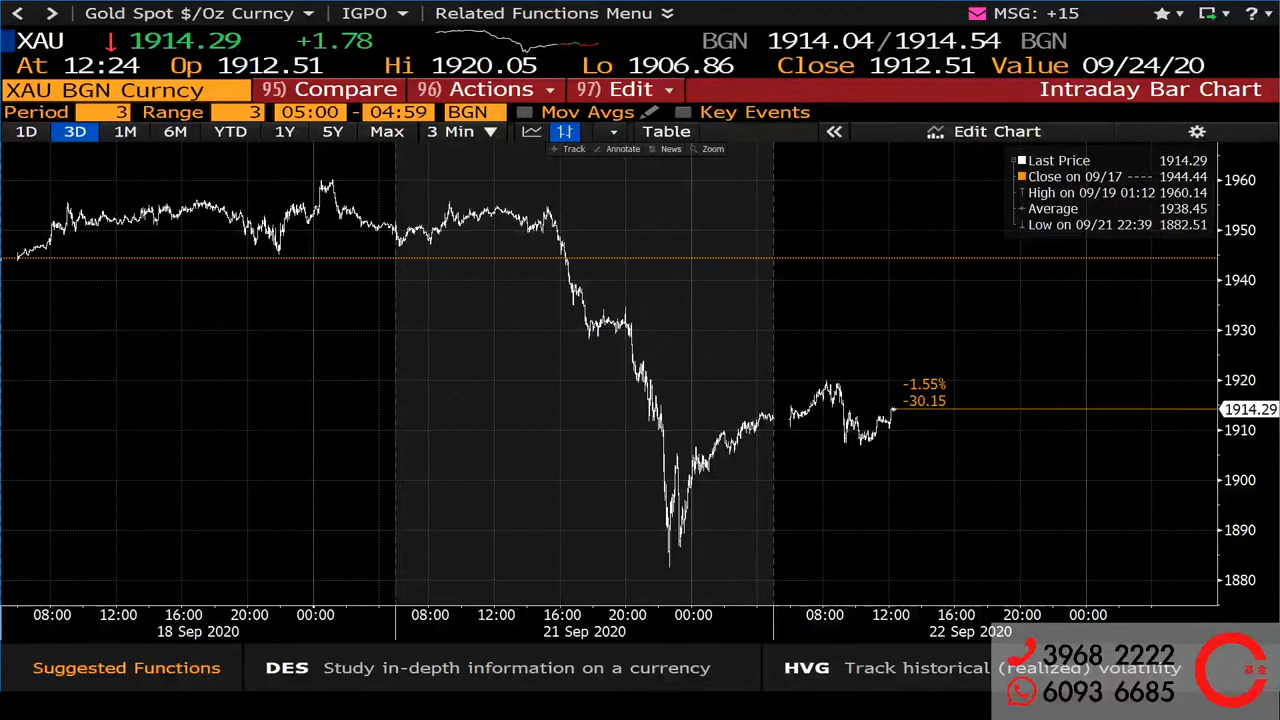 Gold Spot $/Oz Curncy IGPO Related Functions Menu MSG: +15
XAU ↓ 1914.29 +1.78 BGN 1914.04/1914.54 BGN
At 12:24 Op 1912.51 Hi 1920.05 Lo 1906.86 Close 1912.51 Value 09/24/20
XAU BGN Curncy 95) Compare 96) Actions 97) Edit Intraday Bar Chart
Period 3 Range 3 05:00 - 04:59 BGN Mov Avgs Key Events
1D 3D 1M 6M YTD 1Y 5Y Max 3 Min Table Edit Chart
Track Annotate News Zoom
Last Price 1914.29
Close on 09/17 ---- 1944.44
High on 09/19 01:12 1960.14
Average 1938.45
Low on 09/21 22:39 1882.51
1960
1950
1940
1930
1920
-1.55%
-30.15
1914.29
1910
1900
1890
1880
08:00 12:00 16:00 20:00 00:00 08:00 12:00 16:00 20:00 00:00 08:00 12:00 16:00 20:00 00:00
18 Sep 2020 21 Sep 2020 22 Sep 2020
Suggested Functions DES Study in-depth information on a currency HVG Track historical (realized) volatility
3968 2222
6093 6685
基金